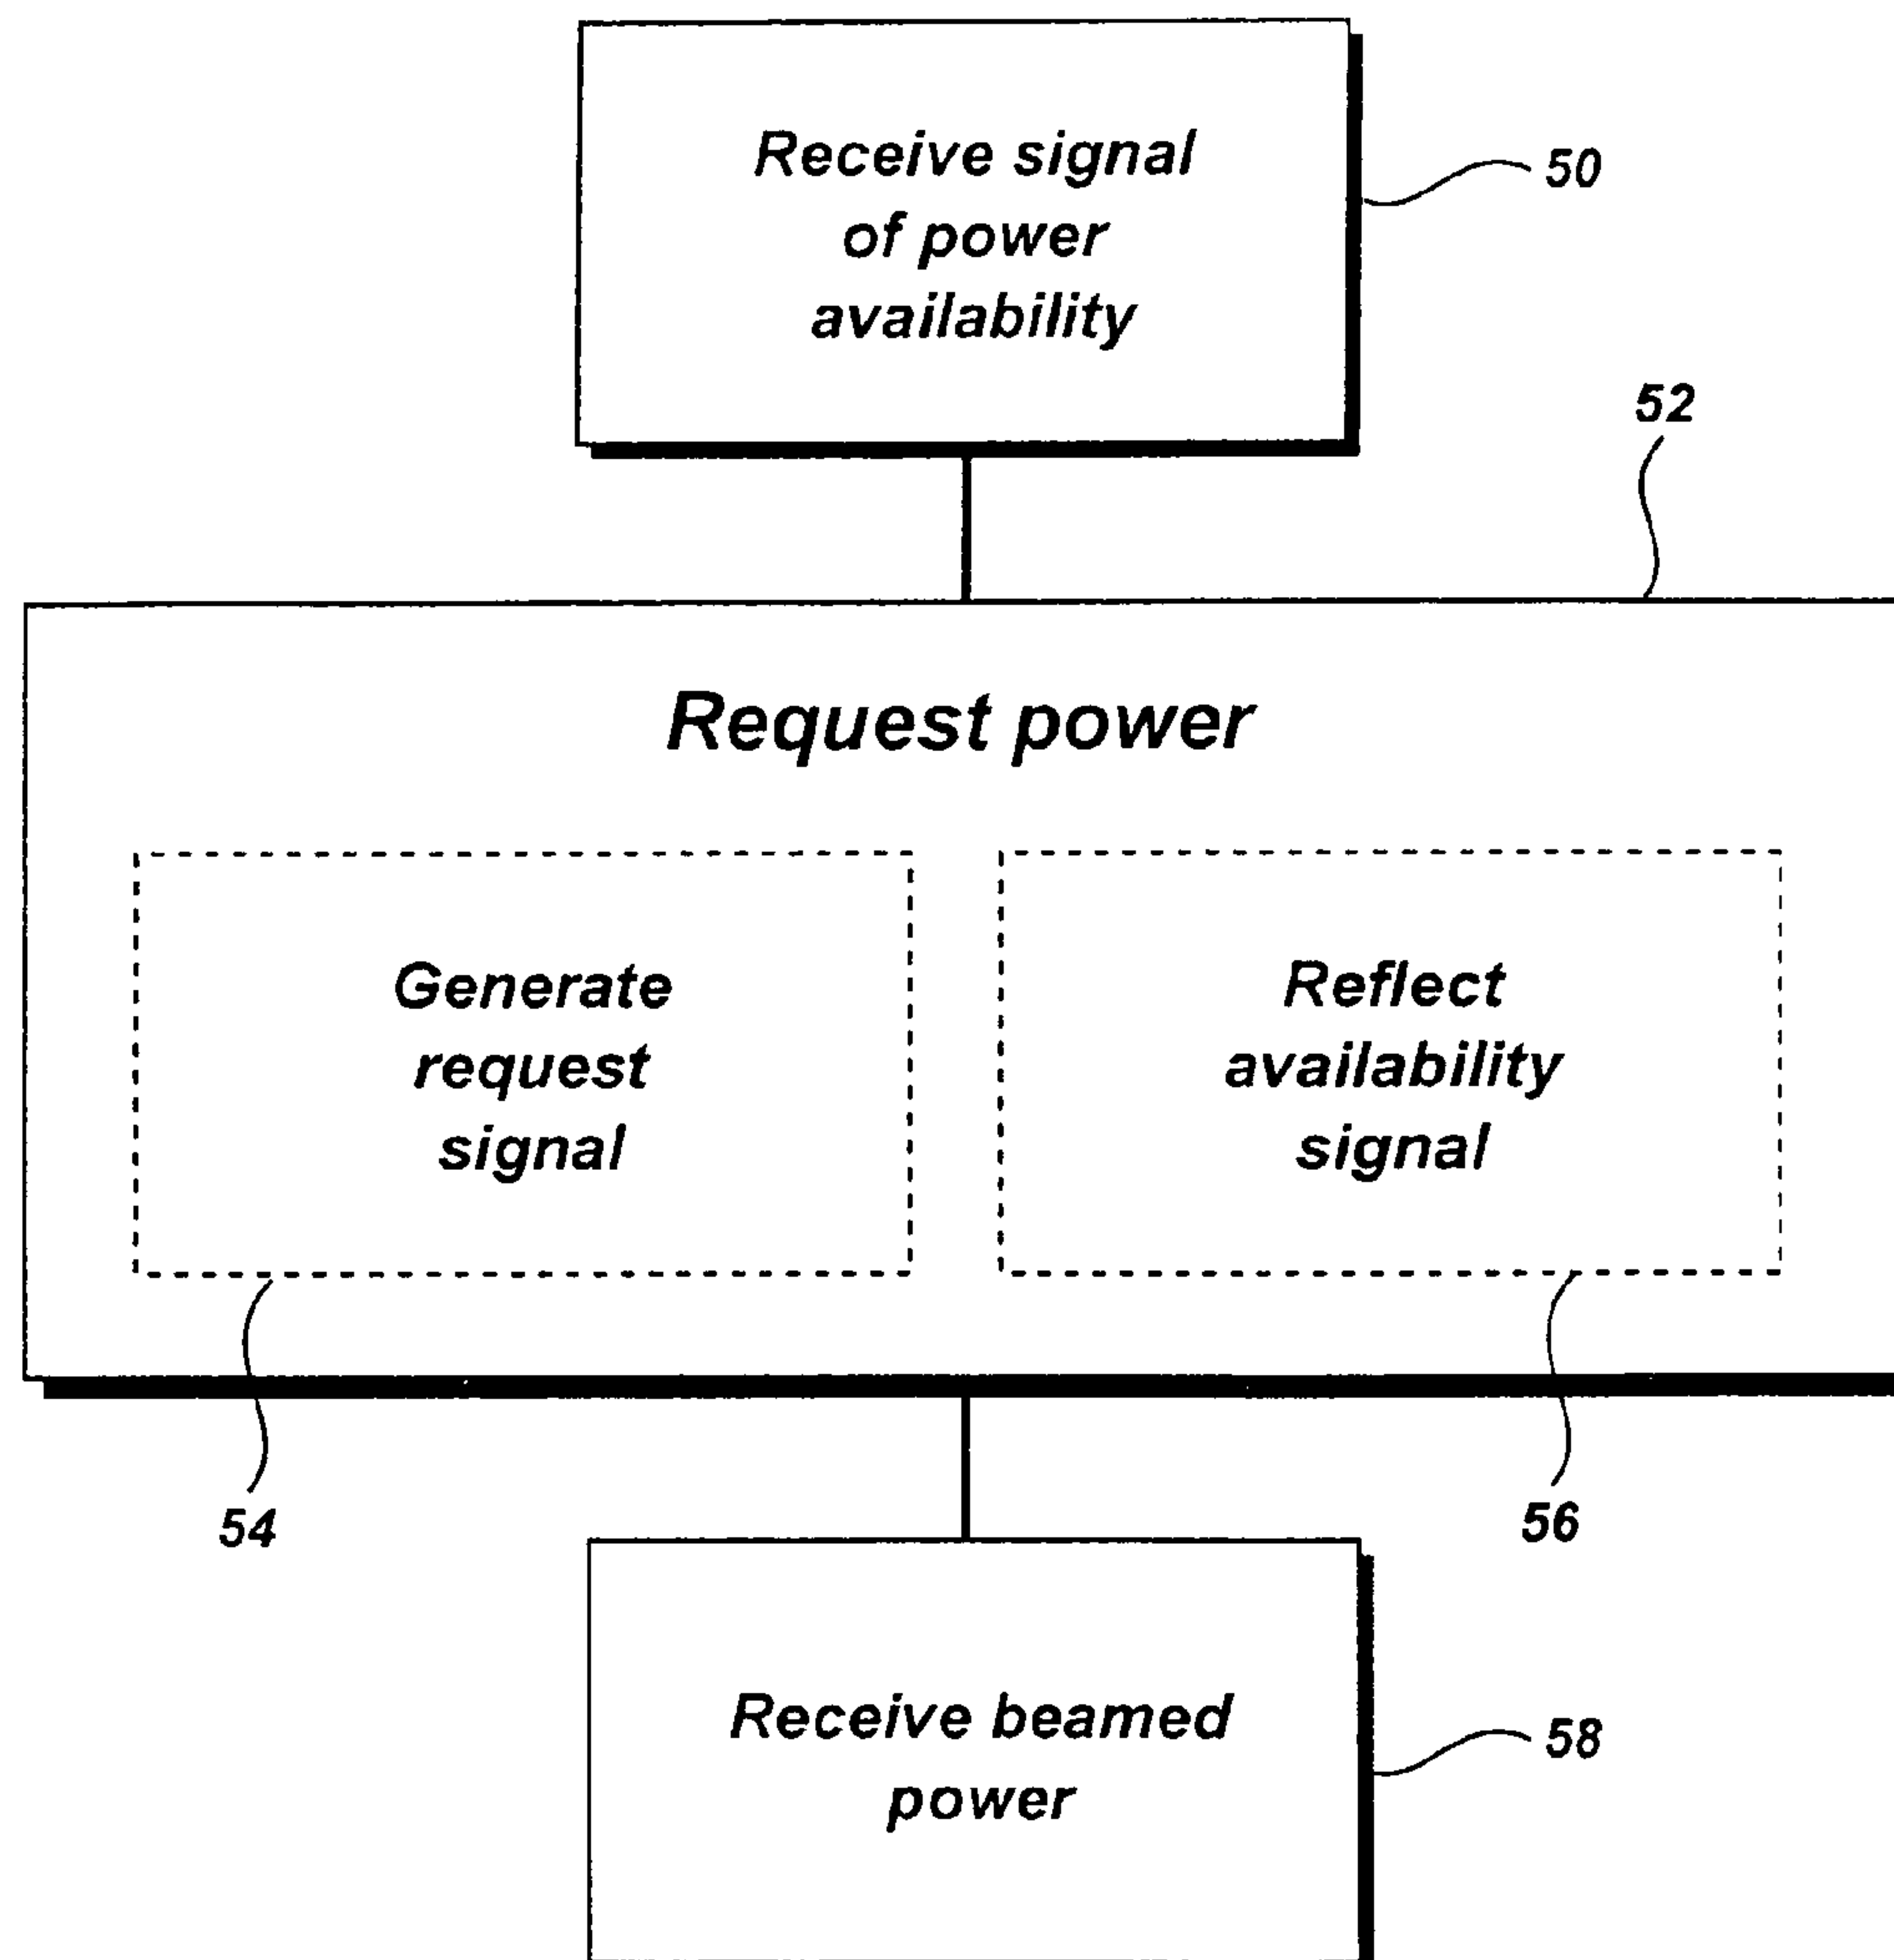 Receive signal
of power
availability
50
52
Request power
Generate
request
signal
Reflect
availability
signal
54
56
Receive beamed
power
58